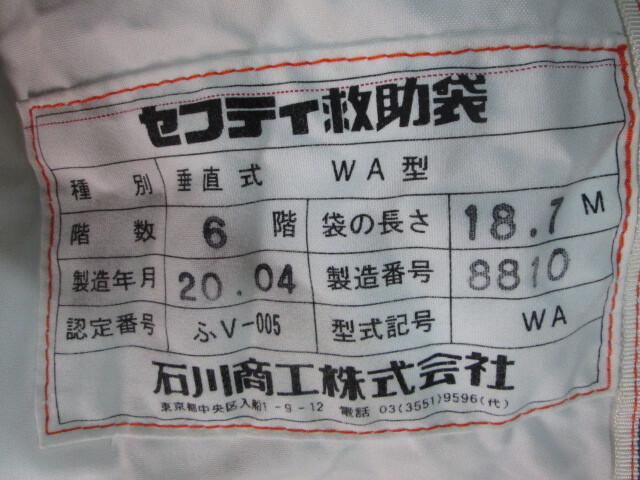 セフティ救助袋
種別 垂直式 WA型
階数 6階 袋の長さ 18.7M
製造年月 20.04 製造番号 8810
認定番号 ふV-005 型式記号 WA
石川商工株式会社
東京都中央区入船1-9-12 電話 03(3551)9596(代)